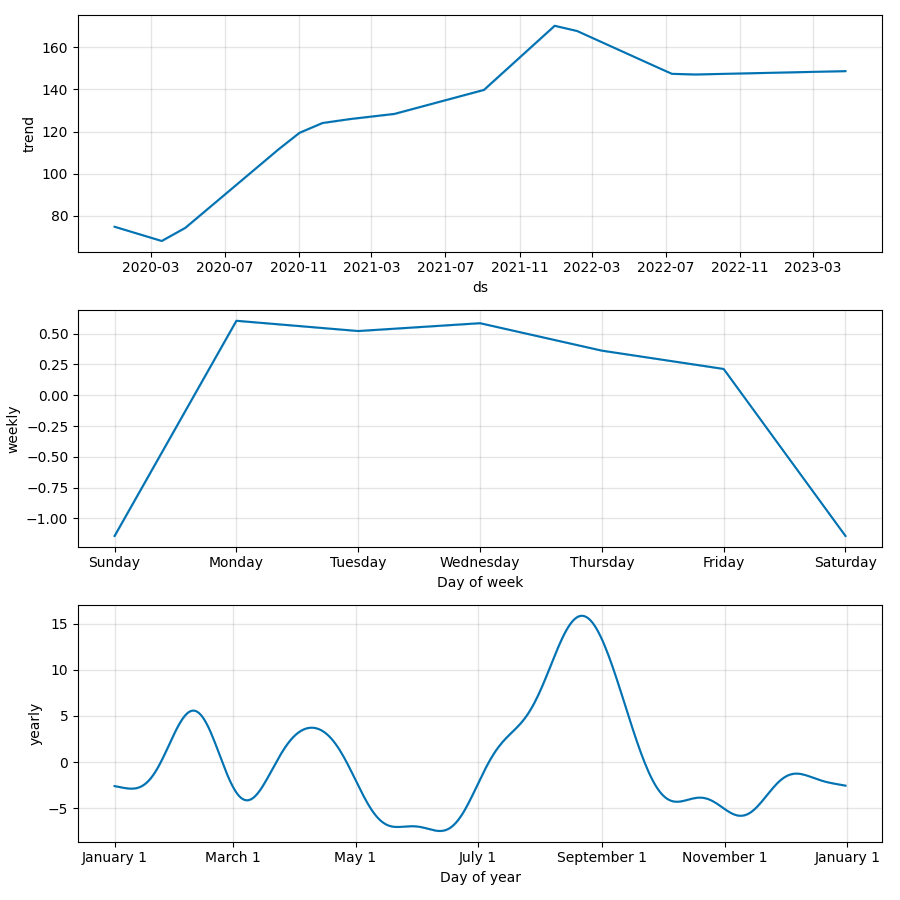 160
140
120
100
80
trend
2020-03 2020-07 2020-11 2021-03 2021-07 2021-11 2022-03 2022-07 2022-11 2023-03
ds
0.50
0.25
0.00
−0.25
−0.50
−0.75
−1.00
weekly
Sunday Monday Tuesday Wednesday Thursday Friday Saturday
Day of week
15
10
5
0
−5
yearly
January 1 March 1 May 1 July 1 September 1 November 1 January 1
Day of year